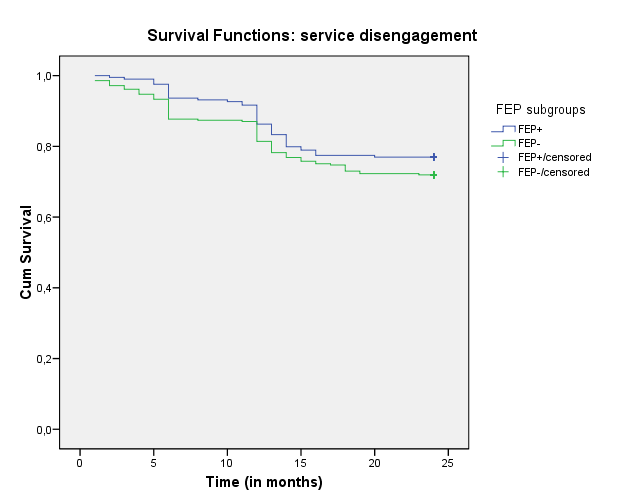 Survival Functions: service disengagement
Cum Survival
1,0
0,8
0,6
0,4
0,2
0,0
0 5 10 15 20 25
Time (in months)
FEP subgroups
FEP+
FEP-
FEP+/censored
FEP-/censored